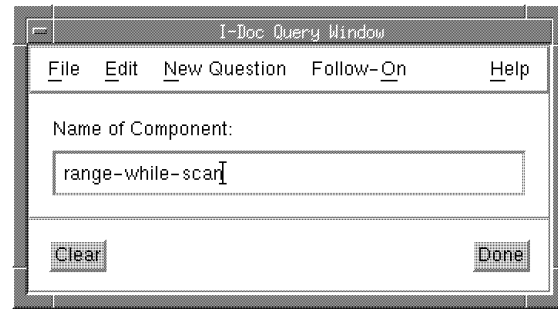 I-Doc Query Window
File Edit New Question Follow-On Help
Name of Component:
range-while-scan
Clear Done